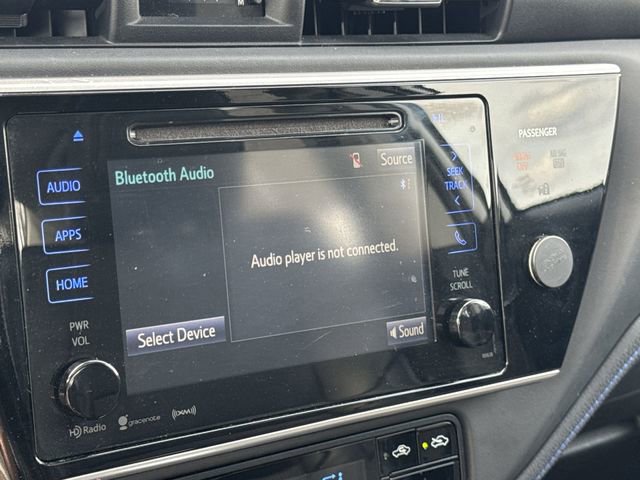 PASSENGER
Bluetooth Audio
Source
AUDIO
SEEK
TRACK
APPS
Audio player is not connected.
HOME
TUNE
SCROLL
PWR
VOL
Select Device
Sound
HD Radio
gracenote
((XM))